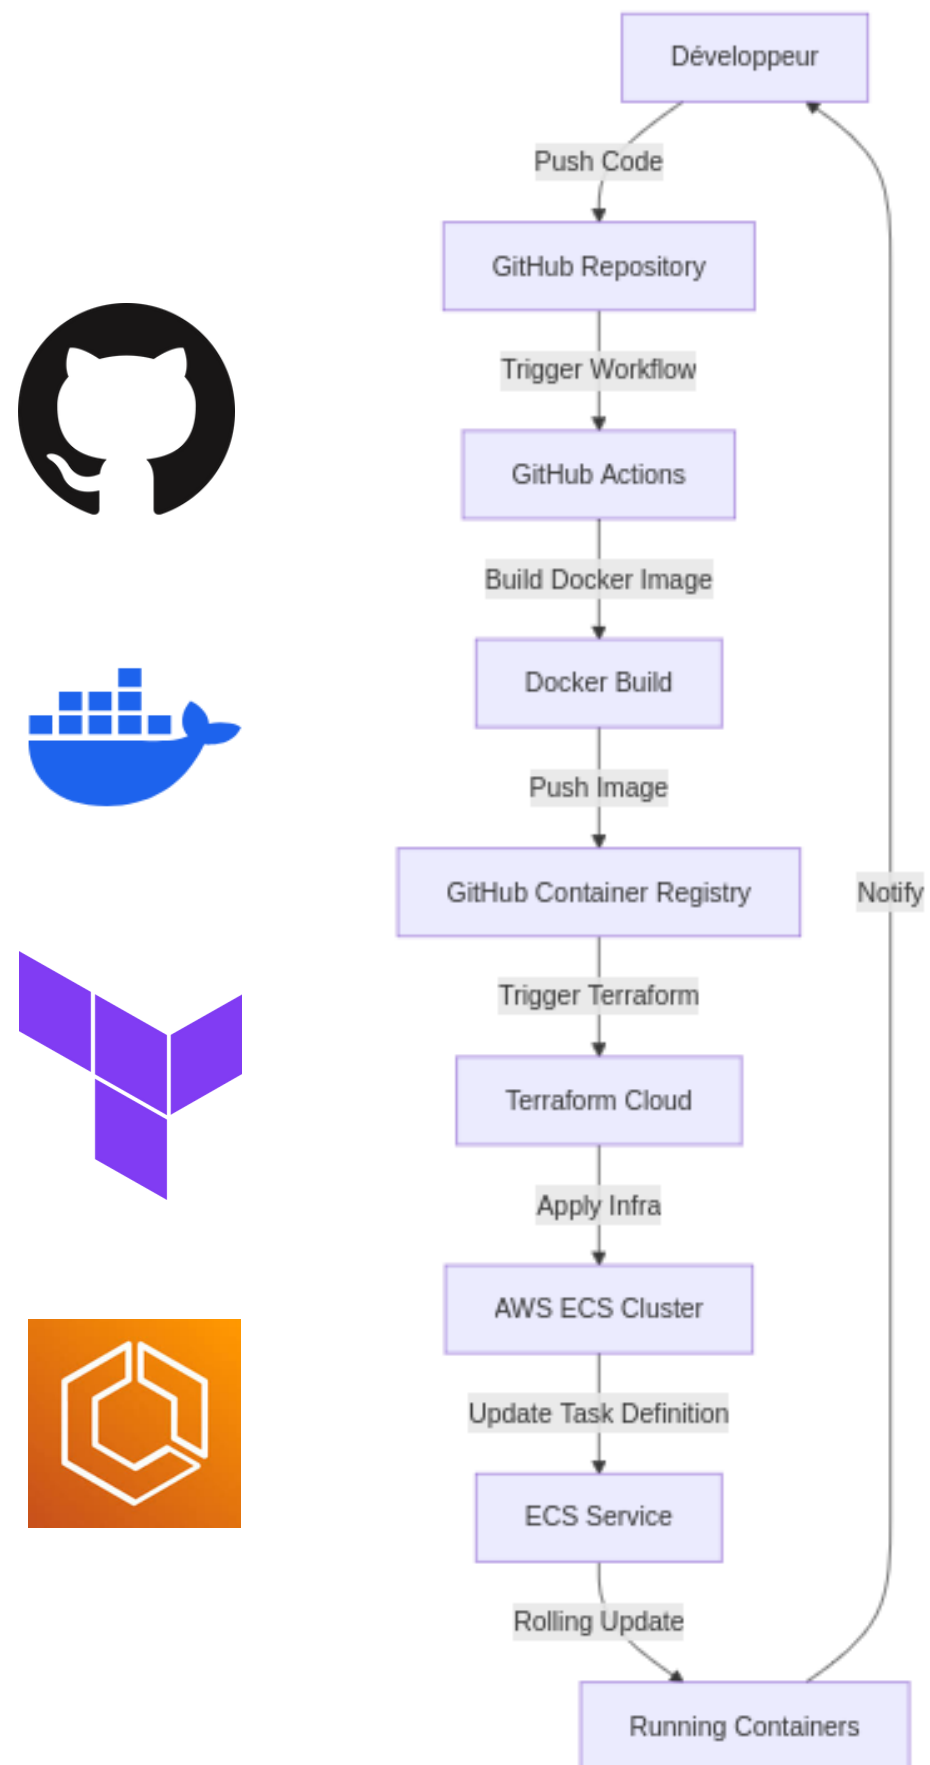 Développeur
Push Code
GitHub Repository
Trigger Workflow
GitHub Actions
Build Docker Image
Docker Build
Push Image
GitHub Container Registry
Notify
Trigger Terraform
Terraform Cloud
Apply Infra
AWS ECS Cluster
Update Task Definition
ECS Service
Rolling Update
Running Containers